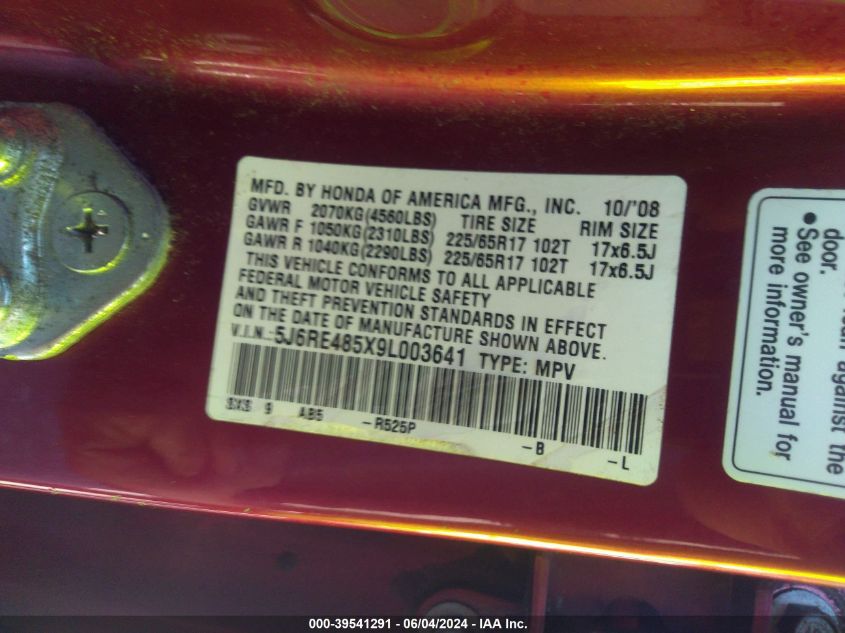 MFD. BY HONDA OF AMERICA MFG., INC. 10/'08
GVWR 2070KG(4560LBS) TIRE SIZE RIM SIZE
GAWR F 1050KG(2310LBS) 225/65R17 102T 17x6.5J
GAWR R 1040KG(2290LBS) 225/65R17 102T 17x6.5J
THIS VEHICLE CONFORMS TO ALL APPLICABLE
FEDERAL MOTOR VEHICLE SAFETY
AND THEFT PREVENTION STANDARDS IN EFFECT
ON THE DATE OF MANUFACTURE SHOWN ABOVE.
V.I.N.:5J6RE485X9L003641 TYPE: MPV
SXS 9 AB5 -R525P -B -L
against the
door.
● See owner's manual for
more information.
000-39541291 - 06/04/2024 - IAA Inc.